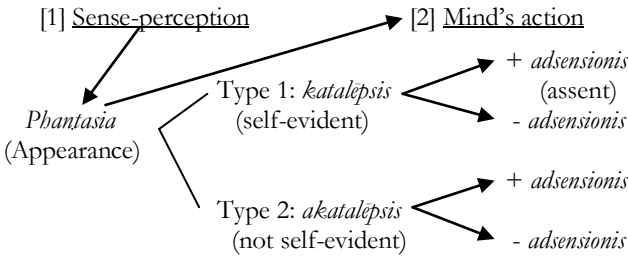 [1] Sense-perception [2] Mind's action
+ adsensionis
Type 1: katalēpsis (assent)
Phantasia (self-evident) - adsensionis
(Appearance)
+ adsensionis
Type 2: akatalēpsis
(not self-evident) - adsensionis